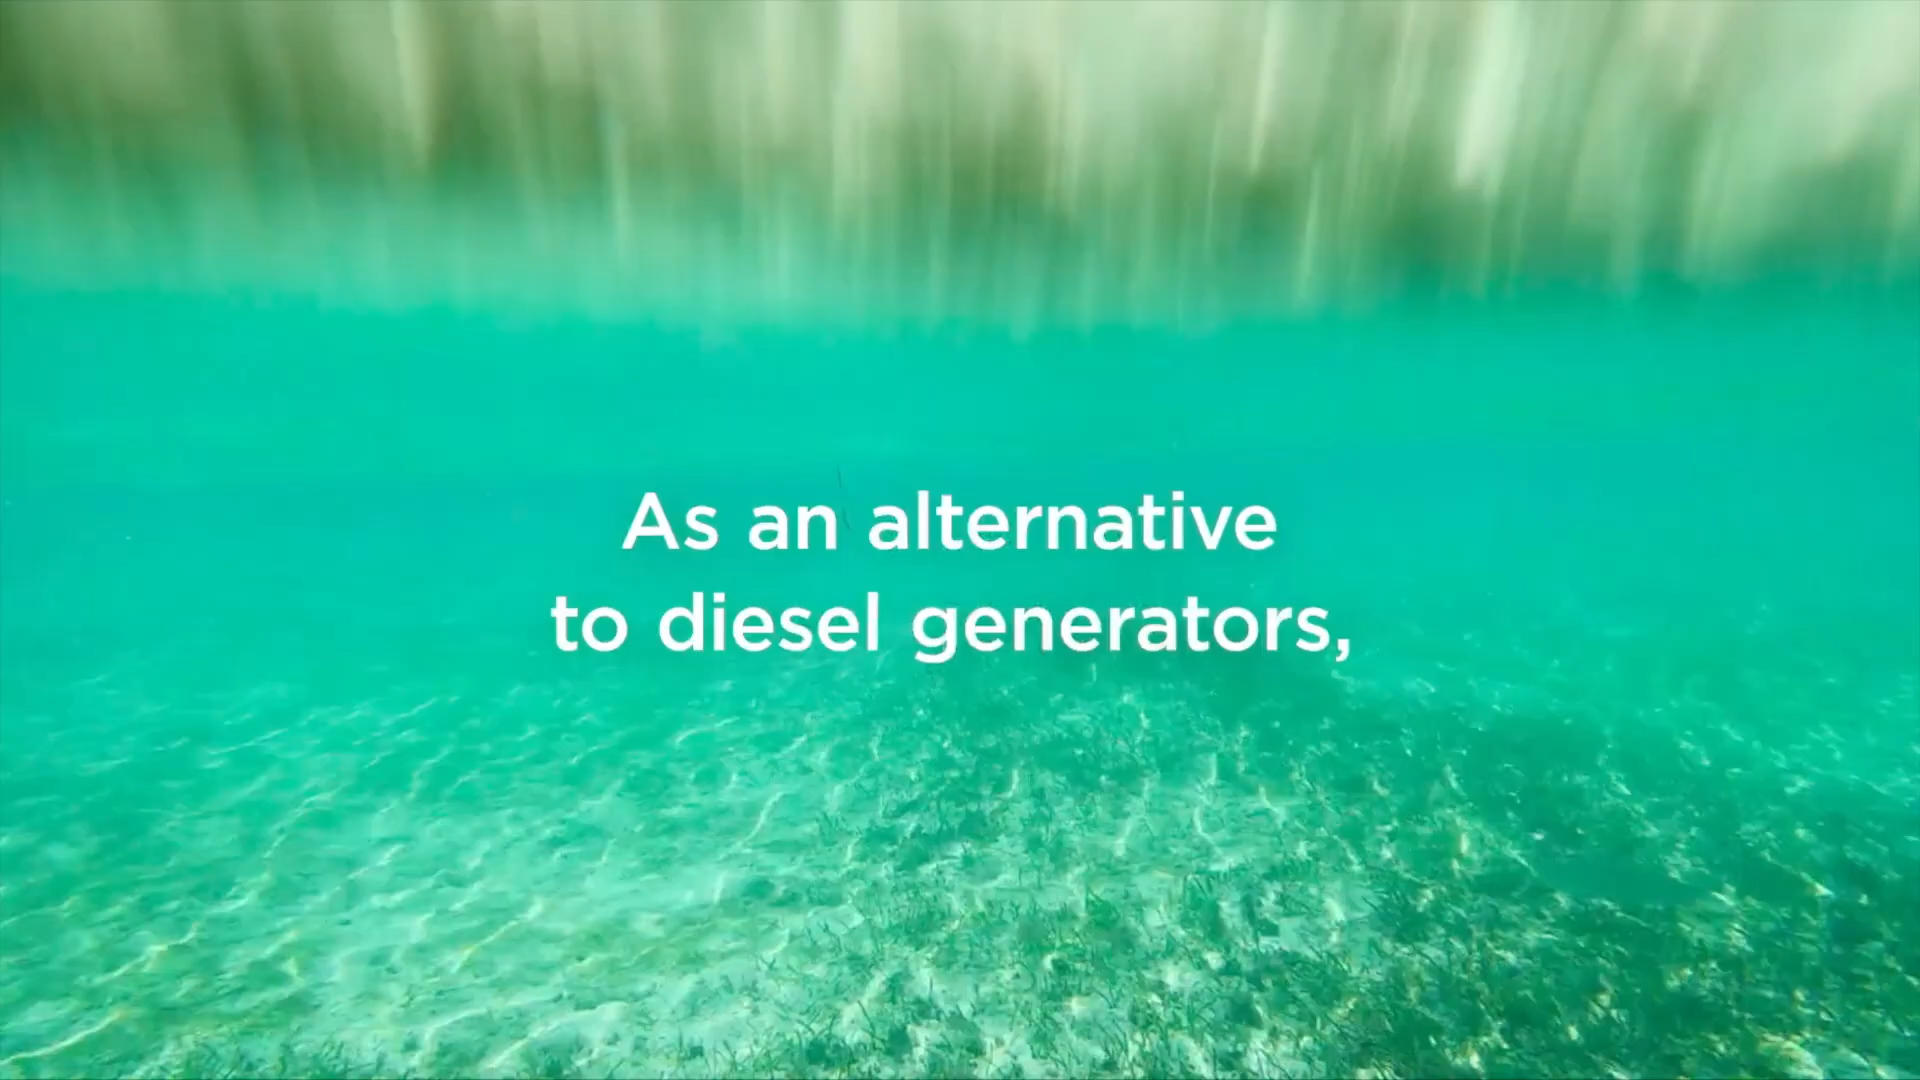 As an alternative
to diesel generators,